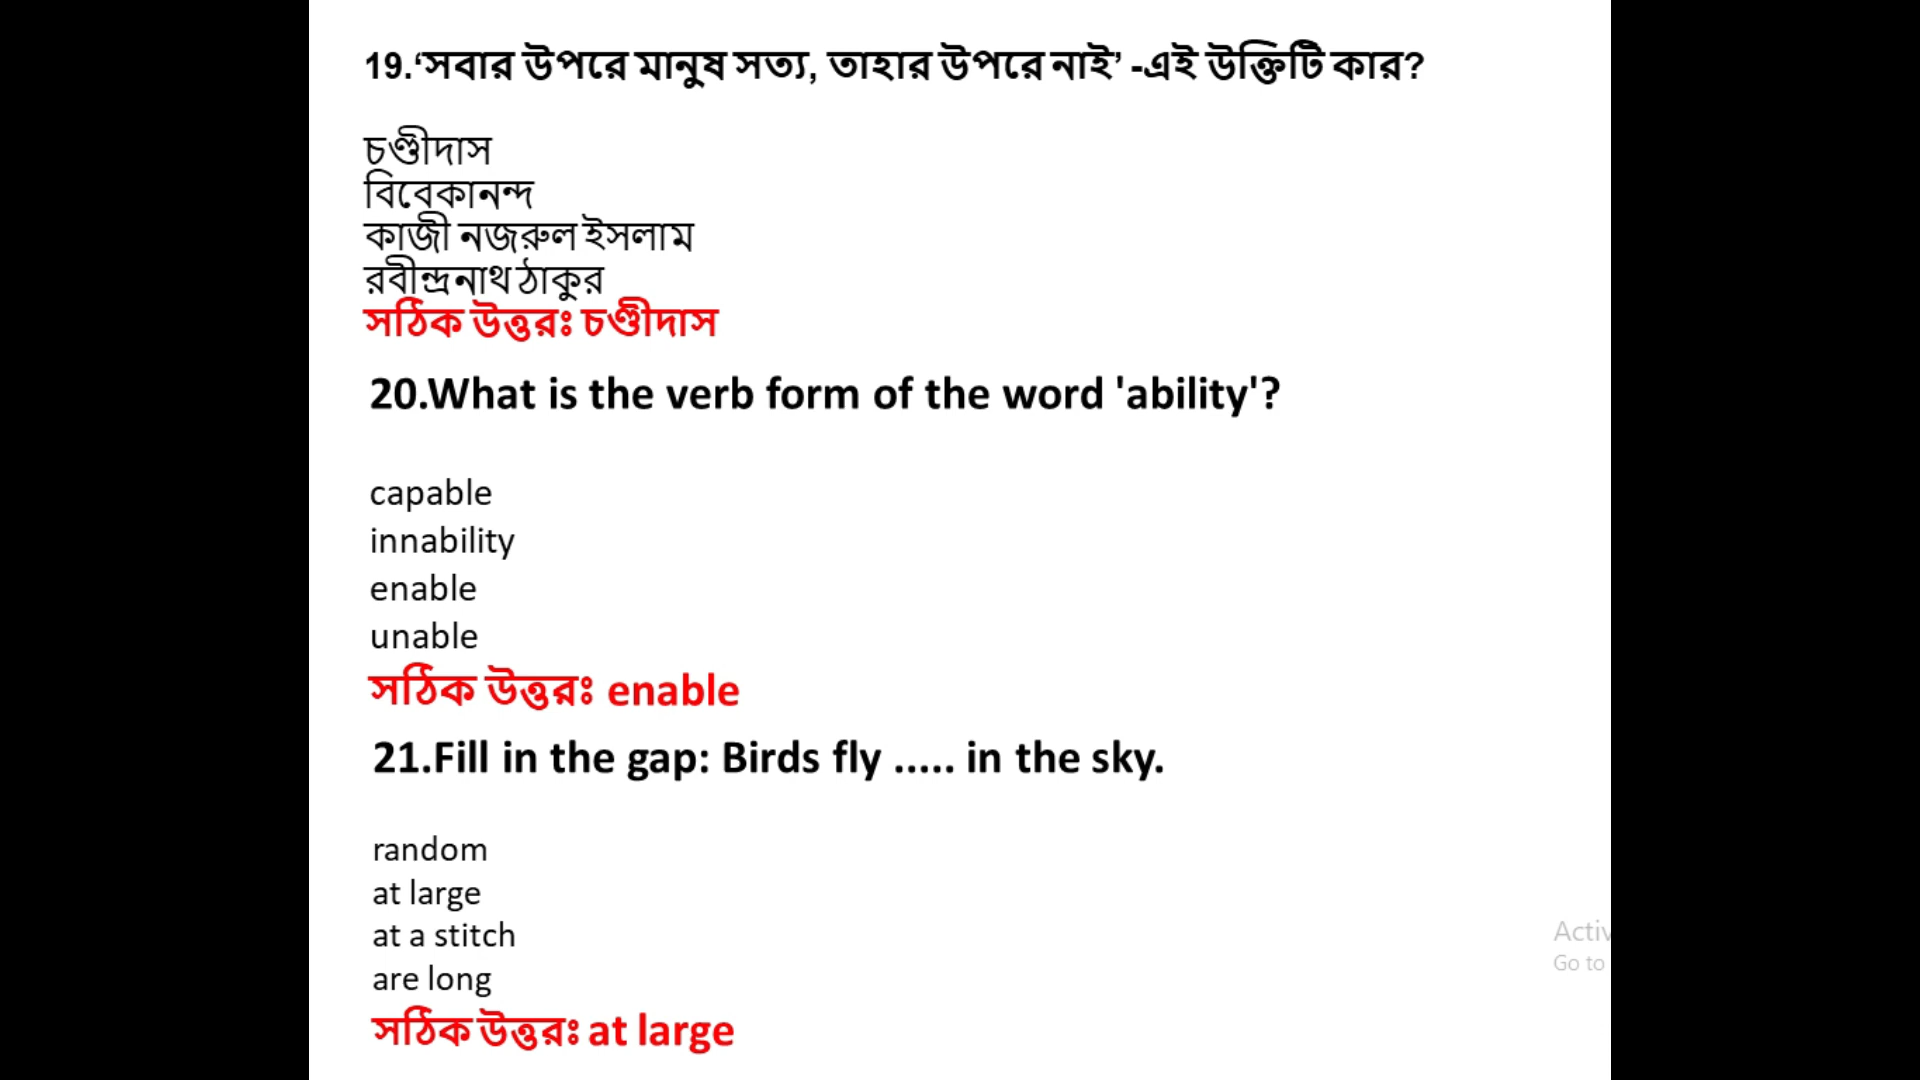 19.‘সবার উপরে মানুষ সত্য, তাহার উপরে নাই’ -এই উক্তিটি কার?
চণ্ডীদাস
বিবেকানন্দ
কাজী নজরুল ইসলাম
রবীন্দ্রনাথ ঠাকুর
সঠিক উত্তরঃ চণ্ডীদাস
20.What is the verb form of the word 'ability'?
capable
innability
enable
unable
সঠিক উত্তরঃ enable
21.Fill in the gap: Birds fly ..... in the sky.
random
at large
at a stitch
are long
সঠিক উত্তরঃ at large
Activ
Go to